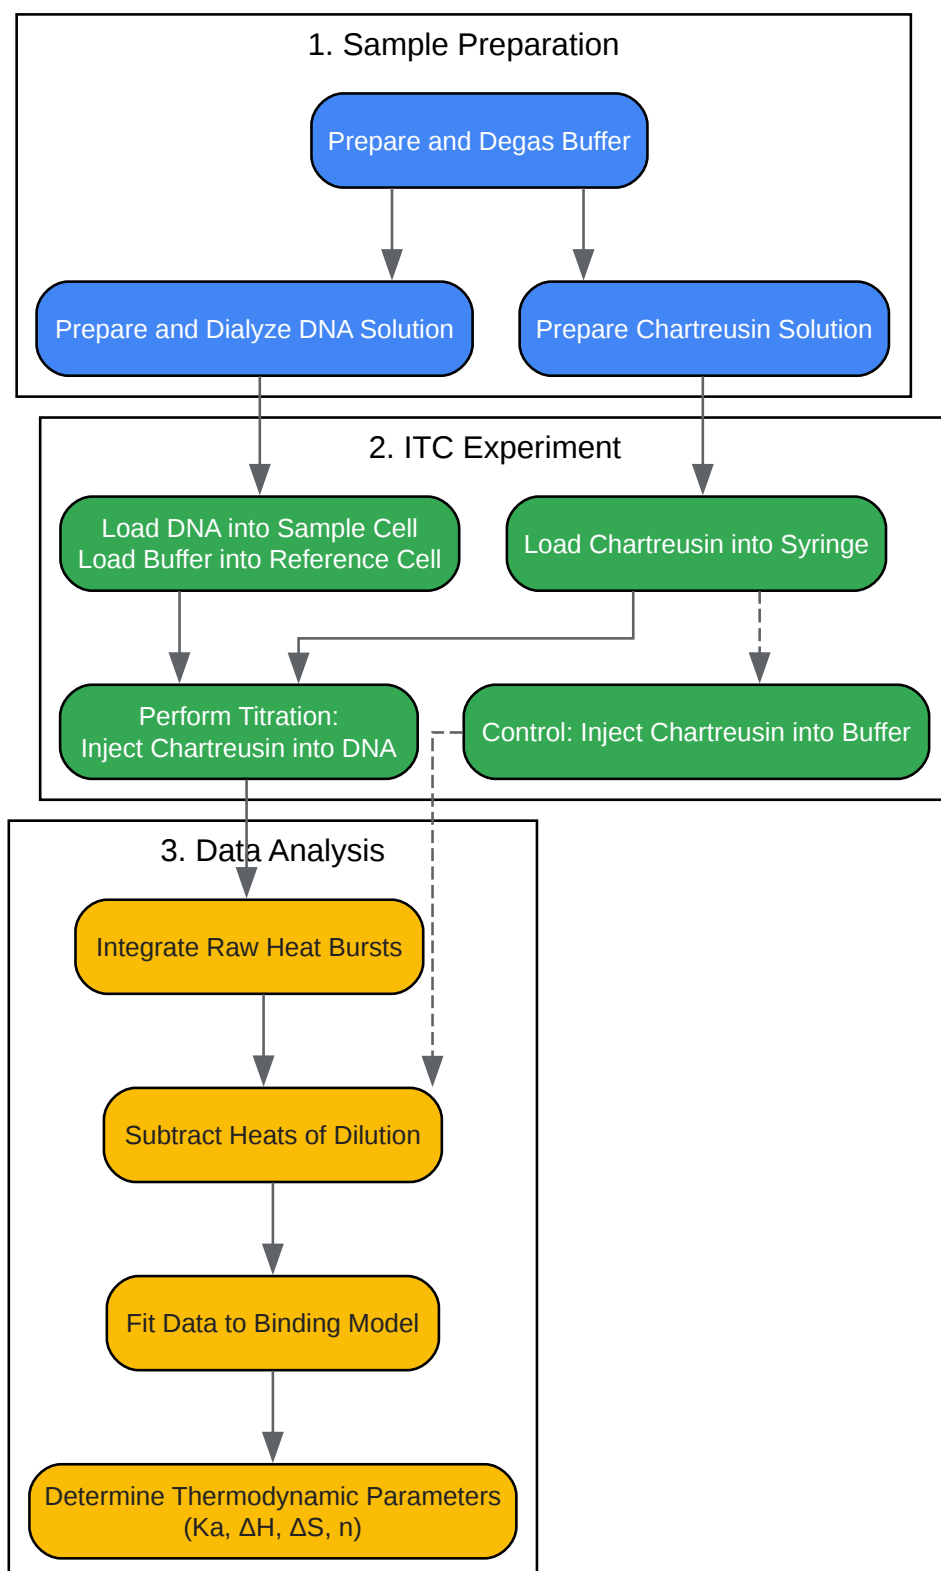 1. Sample Preparation
Prepare and Degas Buffer
Prepare and Dialyze DNA Solution
Prepare Chartreusin Solution
2. ITC Experiment
Load DNA into Sample Cell
Load Buffer into Reference Cell
Load Chartreusin into Syringe
Perform Titration:
Inject Chartreusin into DNA
Control: Inject Chartreusin into Buffer
3. Data Analysis
Integrate Raw Heat Bursts
Subtract Heats of Dilution
Fit Data to Binding Model
Determine Thermodynamic Parameters
(Ka, ΔH, ΔS, n)